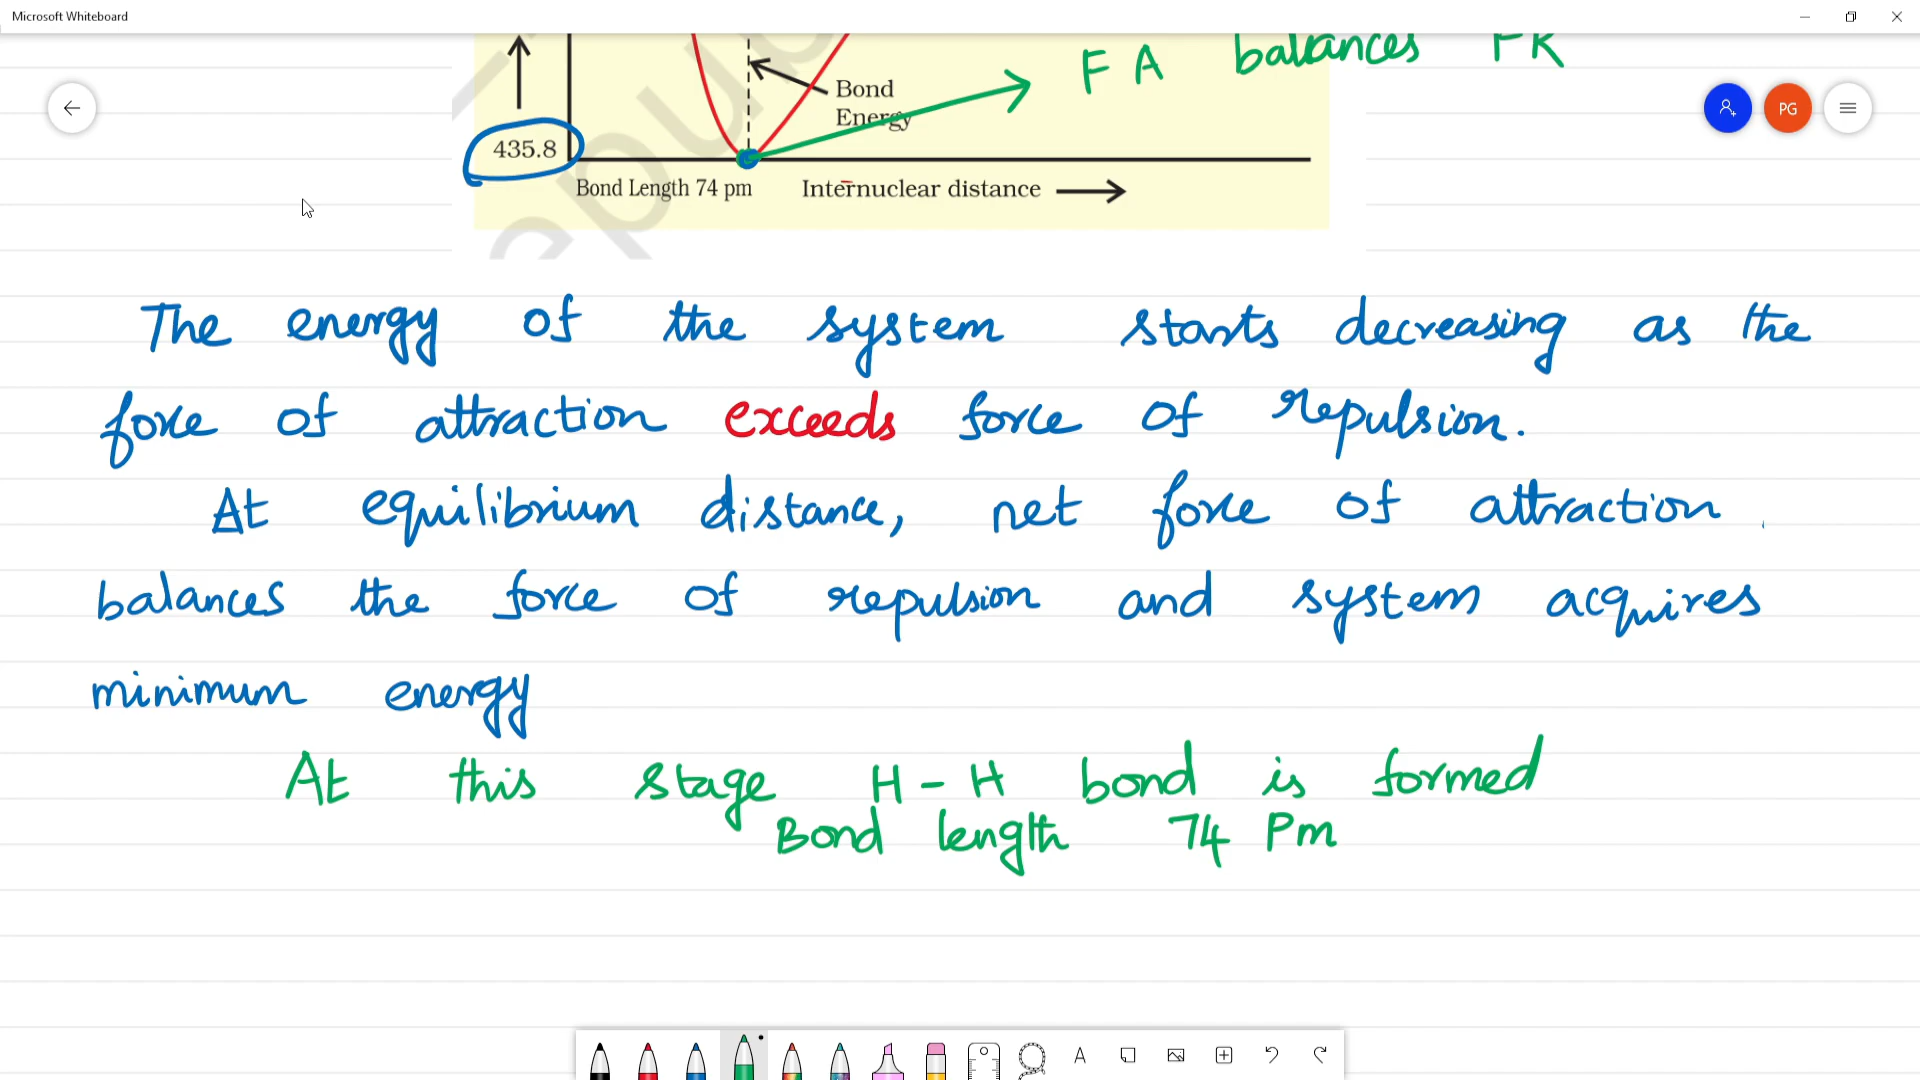 Microsoft Whiteboard
F A balances FR
Bond
Energy
435.8
PG
Bond Length 74 pm Internuclear distance
The energy of the system starts decreasing as the
force of attraction exceeds force of repulsion.
At equilibrium distance, net force of attraction
balances the force of repulsion and system acquires
minimum energy
At this stage H-H bond is formed
Bond length 74 Pm
A